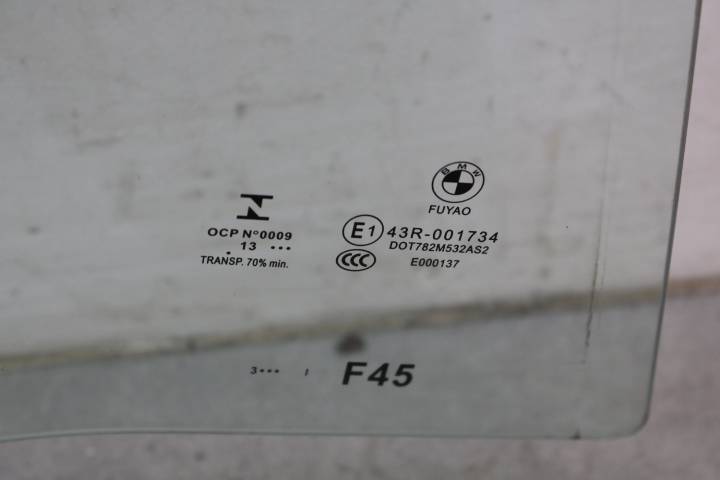 BMW
FUYAO
OCP N°0009
13 •••
TRANSP. 70% min.
E1 43R-001734
DOT782M532AS2
CCC E000137
3••• I F45